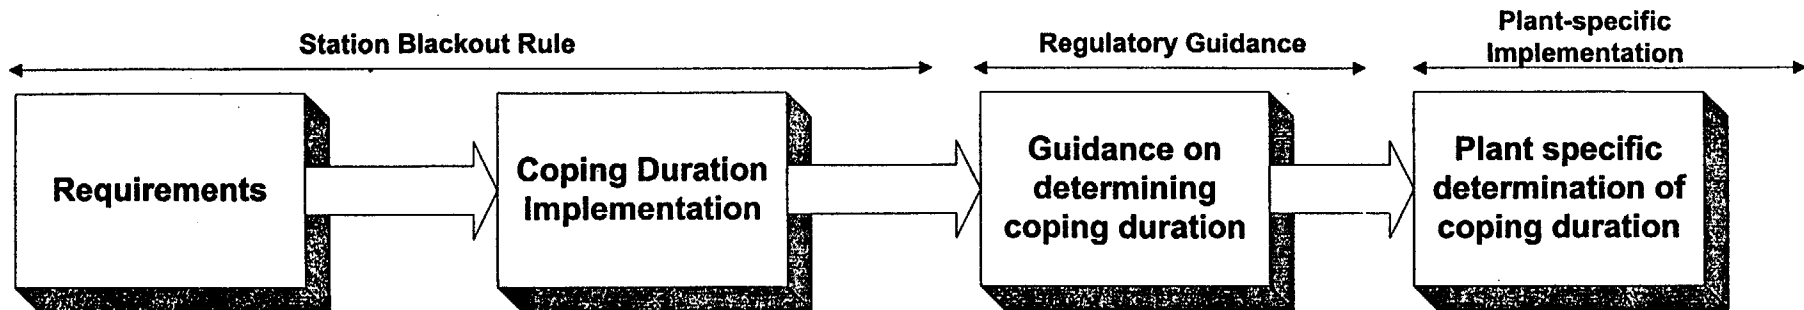 Station Blackout Rule
Regulatory Guidance
Plant-specific
Implementation
Requirements
Coping Duration
Implementation
Guidance on
determining
coping duration
Plant specific
determination of
coping duration